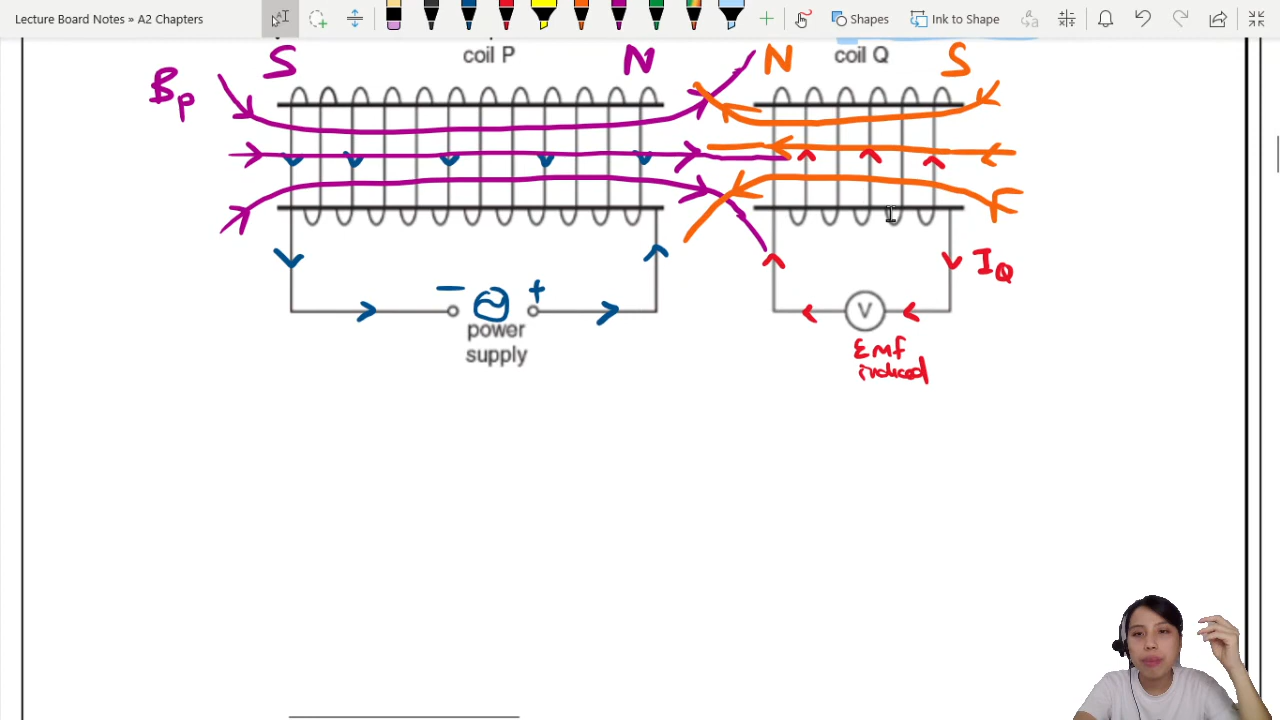 Lecture Board Notes » A2 Chapters
Shapes
Ink to Shape
coil P
coil Q
S
N
N
S
Bp
IQ
− +
V
power
supply
Emf
induced